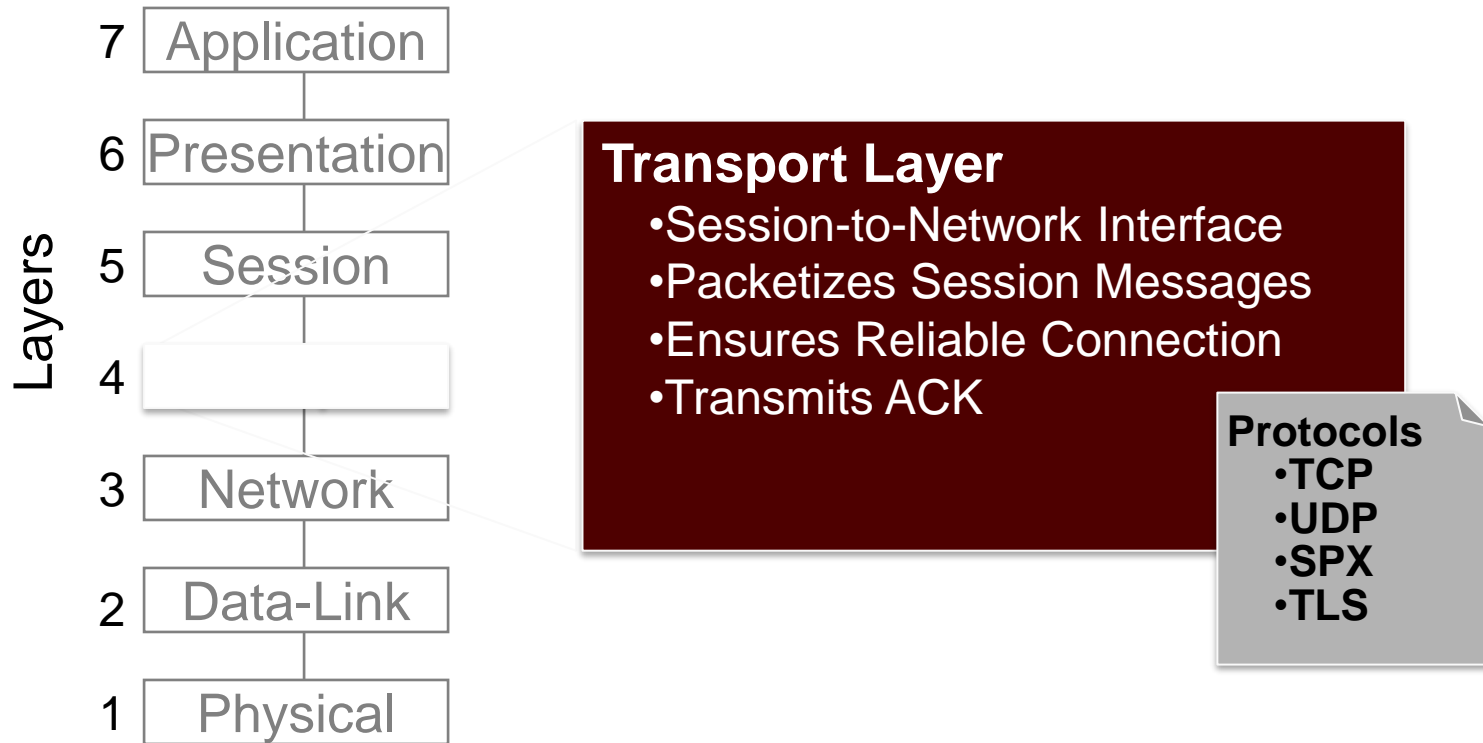 Layers
7 Application
6 Presentation
5 Session
4
3 Network
2 Data-Link
1 Physical
Transport Layer
•Session-to-Network Interface
•Packetizes Session Messages
•Ensures Reliable Connection
•Transmits ACK
Protocols
•TCP
•UDP
•SPX
•TLS